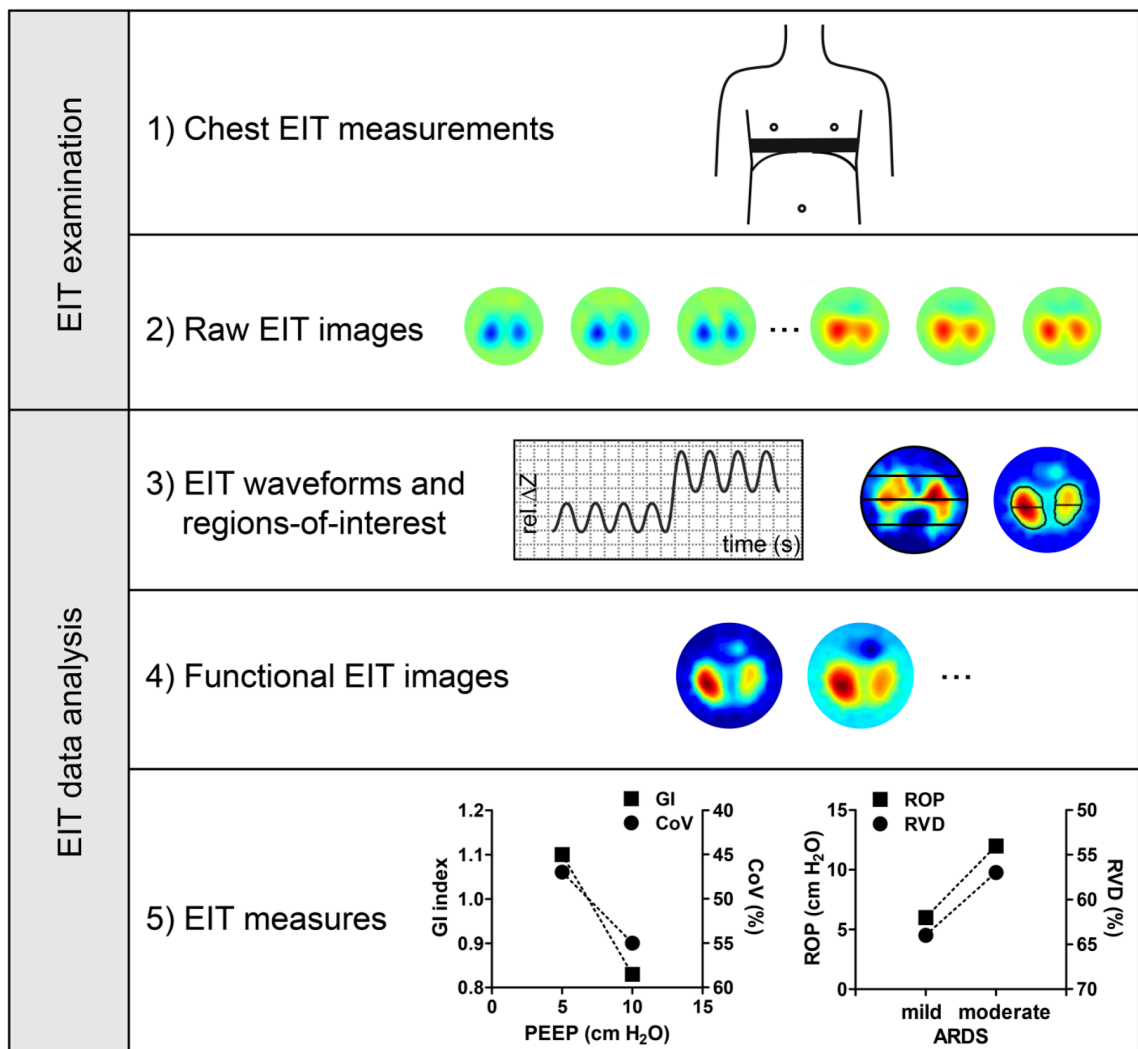 EIT examination
1) Chest EIT measurements
2) Raw EIT images
...
EIT data analysis
3) EIT waveforms and
regions-of-interest
rel.ΔZ
time (s)
4) Functional EIT images
...
5) EIT measures
GI
CoV
GI index
1.2
1.1
1.0
0.9
0.8
0 5 10 15
PEEP (cm H₂O)
40
45
50
55
60
CoV (%)
ROP
RVD
ROP (cm H₂O)
15
10
5
0
mild moderate
ARDS
50
55
60
65
70
RVD (%)